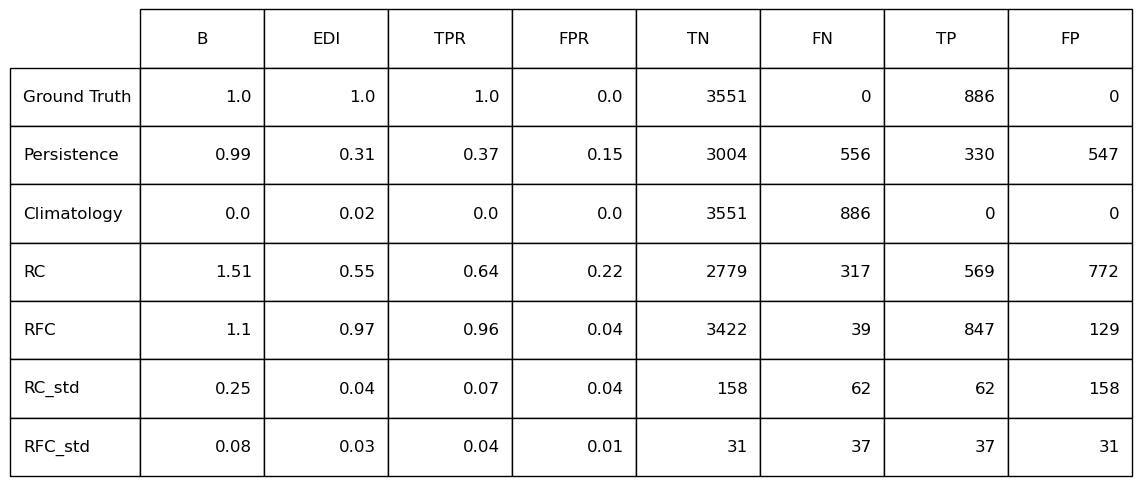 B EDI TPR FPR TN FN TP FP
Ground Truth 1.0 1.0 1.0 0.0 3551 0 886 0
Persistence 0.99 0.31 0.37 0.15 3004 556 330 547
Climatology 0.0 0.02 0.0 0.0 3551 886 0 0
RC 1.51 0.55 0.64 0.22 2779 317 569 772
RFC 1.1 0.97 0.96 0.04 3422 39 847 129
RC_std 0.25 0.04 0.07 0.04 158 62 62 158
RFC_std 0.08 0.03 0.04 0.01 31 37 37 31